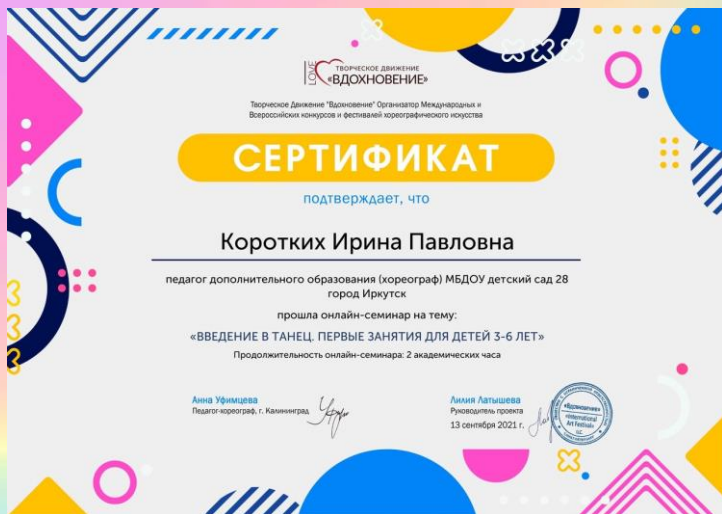 LOVE
ТВОРЧЕСКОЕ ДВИЖЕНИЕ
«ВДОХНОВЕНИЕ»
Творческое Движение "Вдохновение" Организатор Международных и
Всероссийских конкурсов и фестивалей хореографического искусства
СЕРТИФИКАТ
подтверждает, что
Коротких Ирина Павловна
педагог дополнительного образования (хореограф) МБДОУ детский сад 28
город Иркутск
прошла онлайн-семинар на тему:
«ВВЕДЕНИЕ В ТАНЕЦ. ПЕРВЫЕ ЗАНЯТИЯ ДЛЯ ДЕТЕЙ 3-6 ЛЕТ»
Продолжительность онлайн-семинара: 2 академических часа
Анна Уфимцева
Педагог-хореограф, г. Калининград
Лилия Латышева
Руководитель проекта
13 сентября 2021 г.
«Вдохновение»
«International
Art Festival»